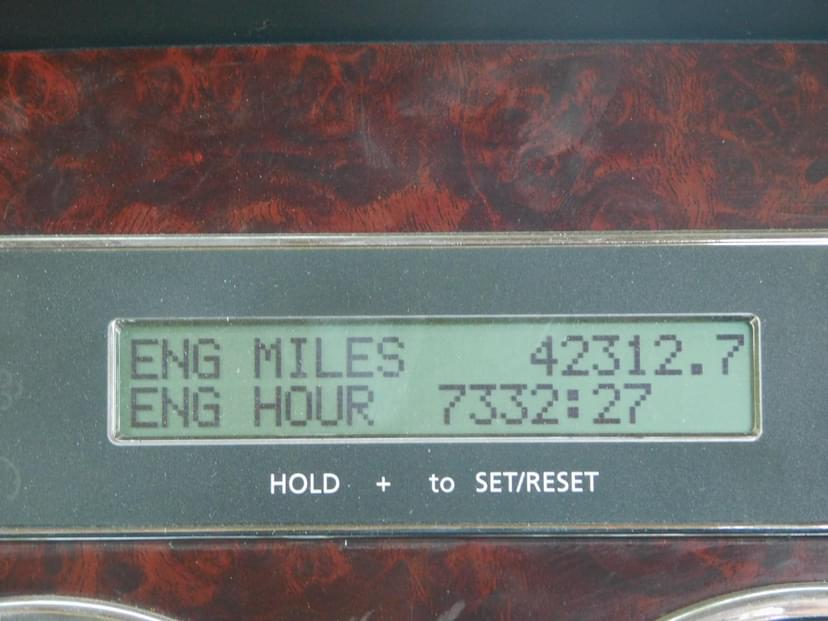 ENG MILES 42312.7
ENG HOUR 7332:27
HOLD + to SET/RESET